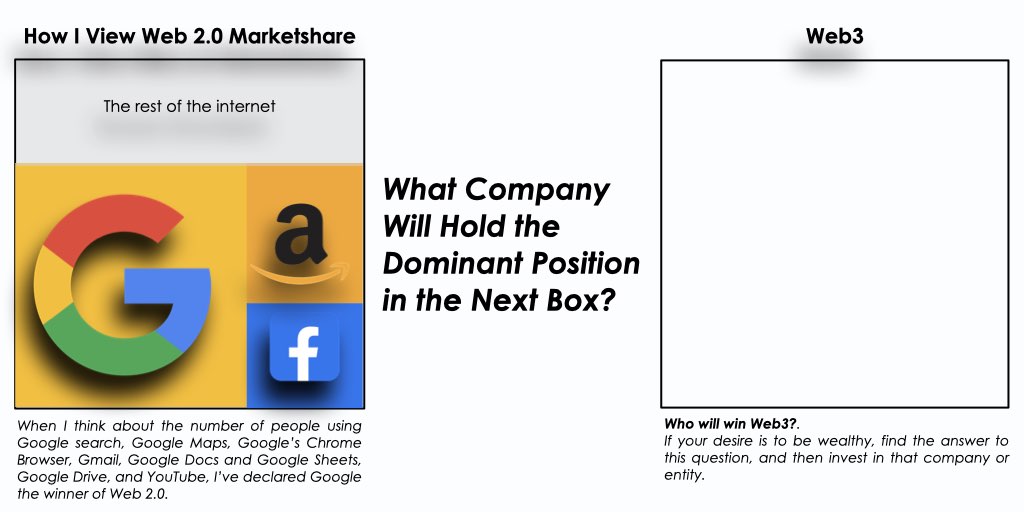 How I View Web 2.0 Marketshare
The rest of the internet
a
f
When I think about the number of people using
Google search, Google Maps, Google's Chrome
Browser, Gmail, Google Docs and Google Sheets,
Google Drive, and YouTube, I've declared Google
the winner of Web 2.0.
What Company
Will Hold the
Dominant Position
in the Next Box?
Web3
Who will win Web3?.
If your desire is to be wealthy, find the answer to
this question, and then invest in that company or
entity.